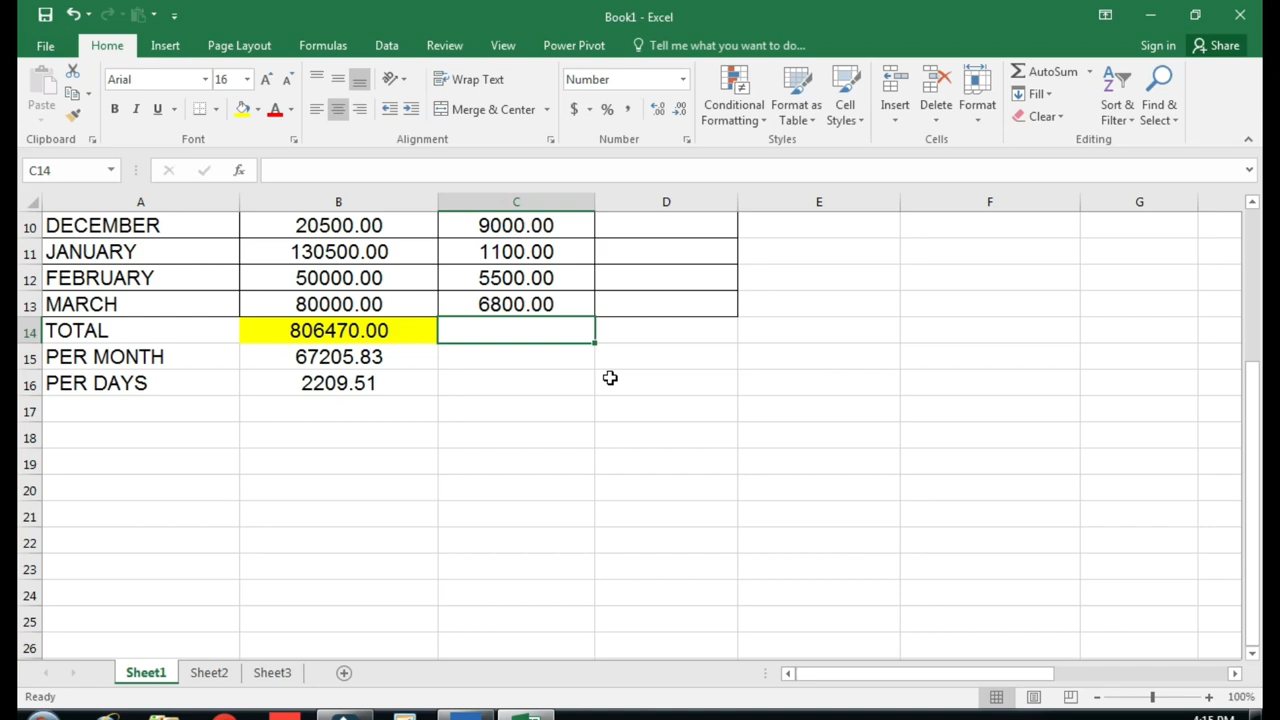 Book1 - Excel
File Home Insert Page Layout Formulas Data Review View Power Pivot Tell me what you want to do... Sign in Share
Paste
Arial 16
Wrap Text
Number
Conditional Formatting
Format as Table
Cell Styles
Insert Delete Format
AutoSum
Fill
Clear
Sort & Filter
Find & Select
B I U A
Merge & Center
$ % ,
Clipboard Font Alignment Number Styles Cells Editing
C14 fx
A B C D E F G
10 DECEMBER 20500.00 9000.00
11 JANUARY 130500.00 1100.00
12 FEBRUARY 50000.00 5500.00
13 MARCH 80000.00 6800.00
14 TOTAL 806470.00
15 PER MONTH 67205.83
16 PER DAYS 2209.51
17
18
19
20
21
22
23
24
25
26
Sheet1 Sheet2 Sheet3
Ready 100%
4:15 PM